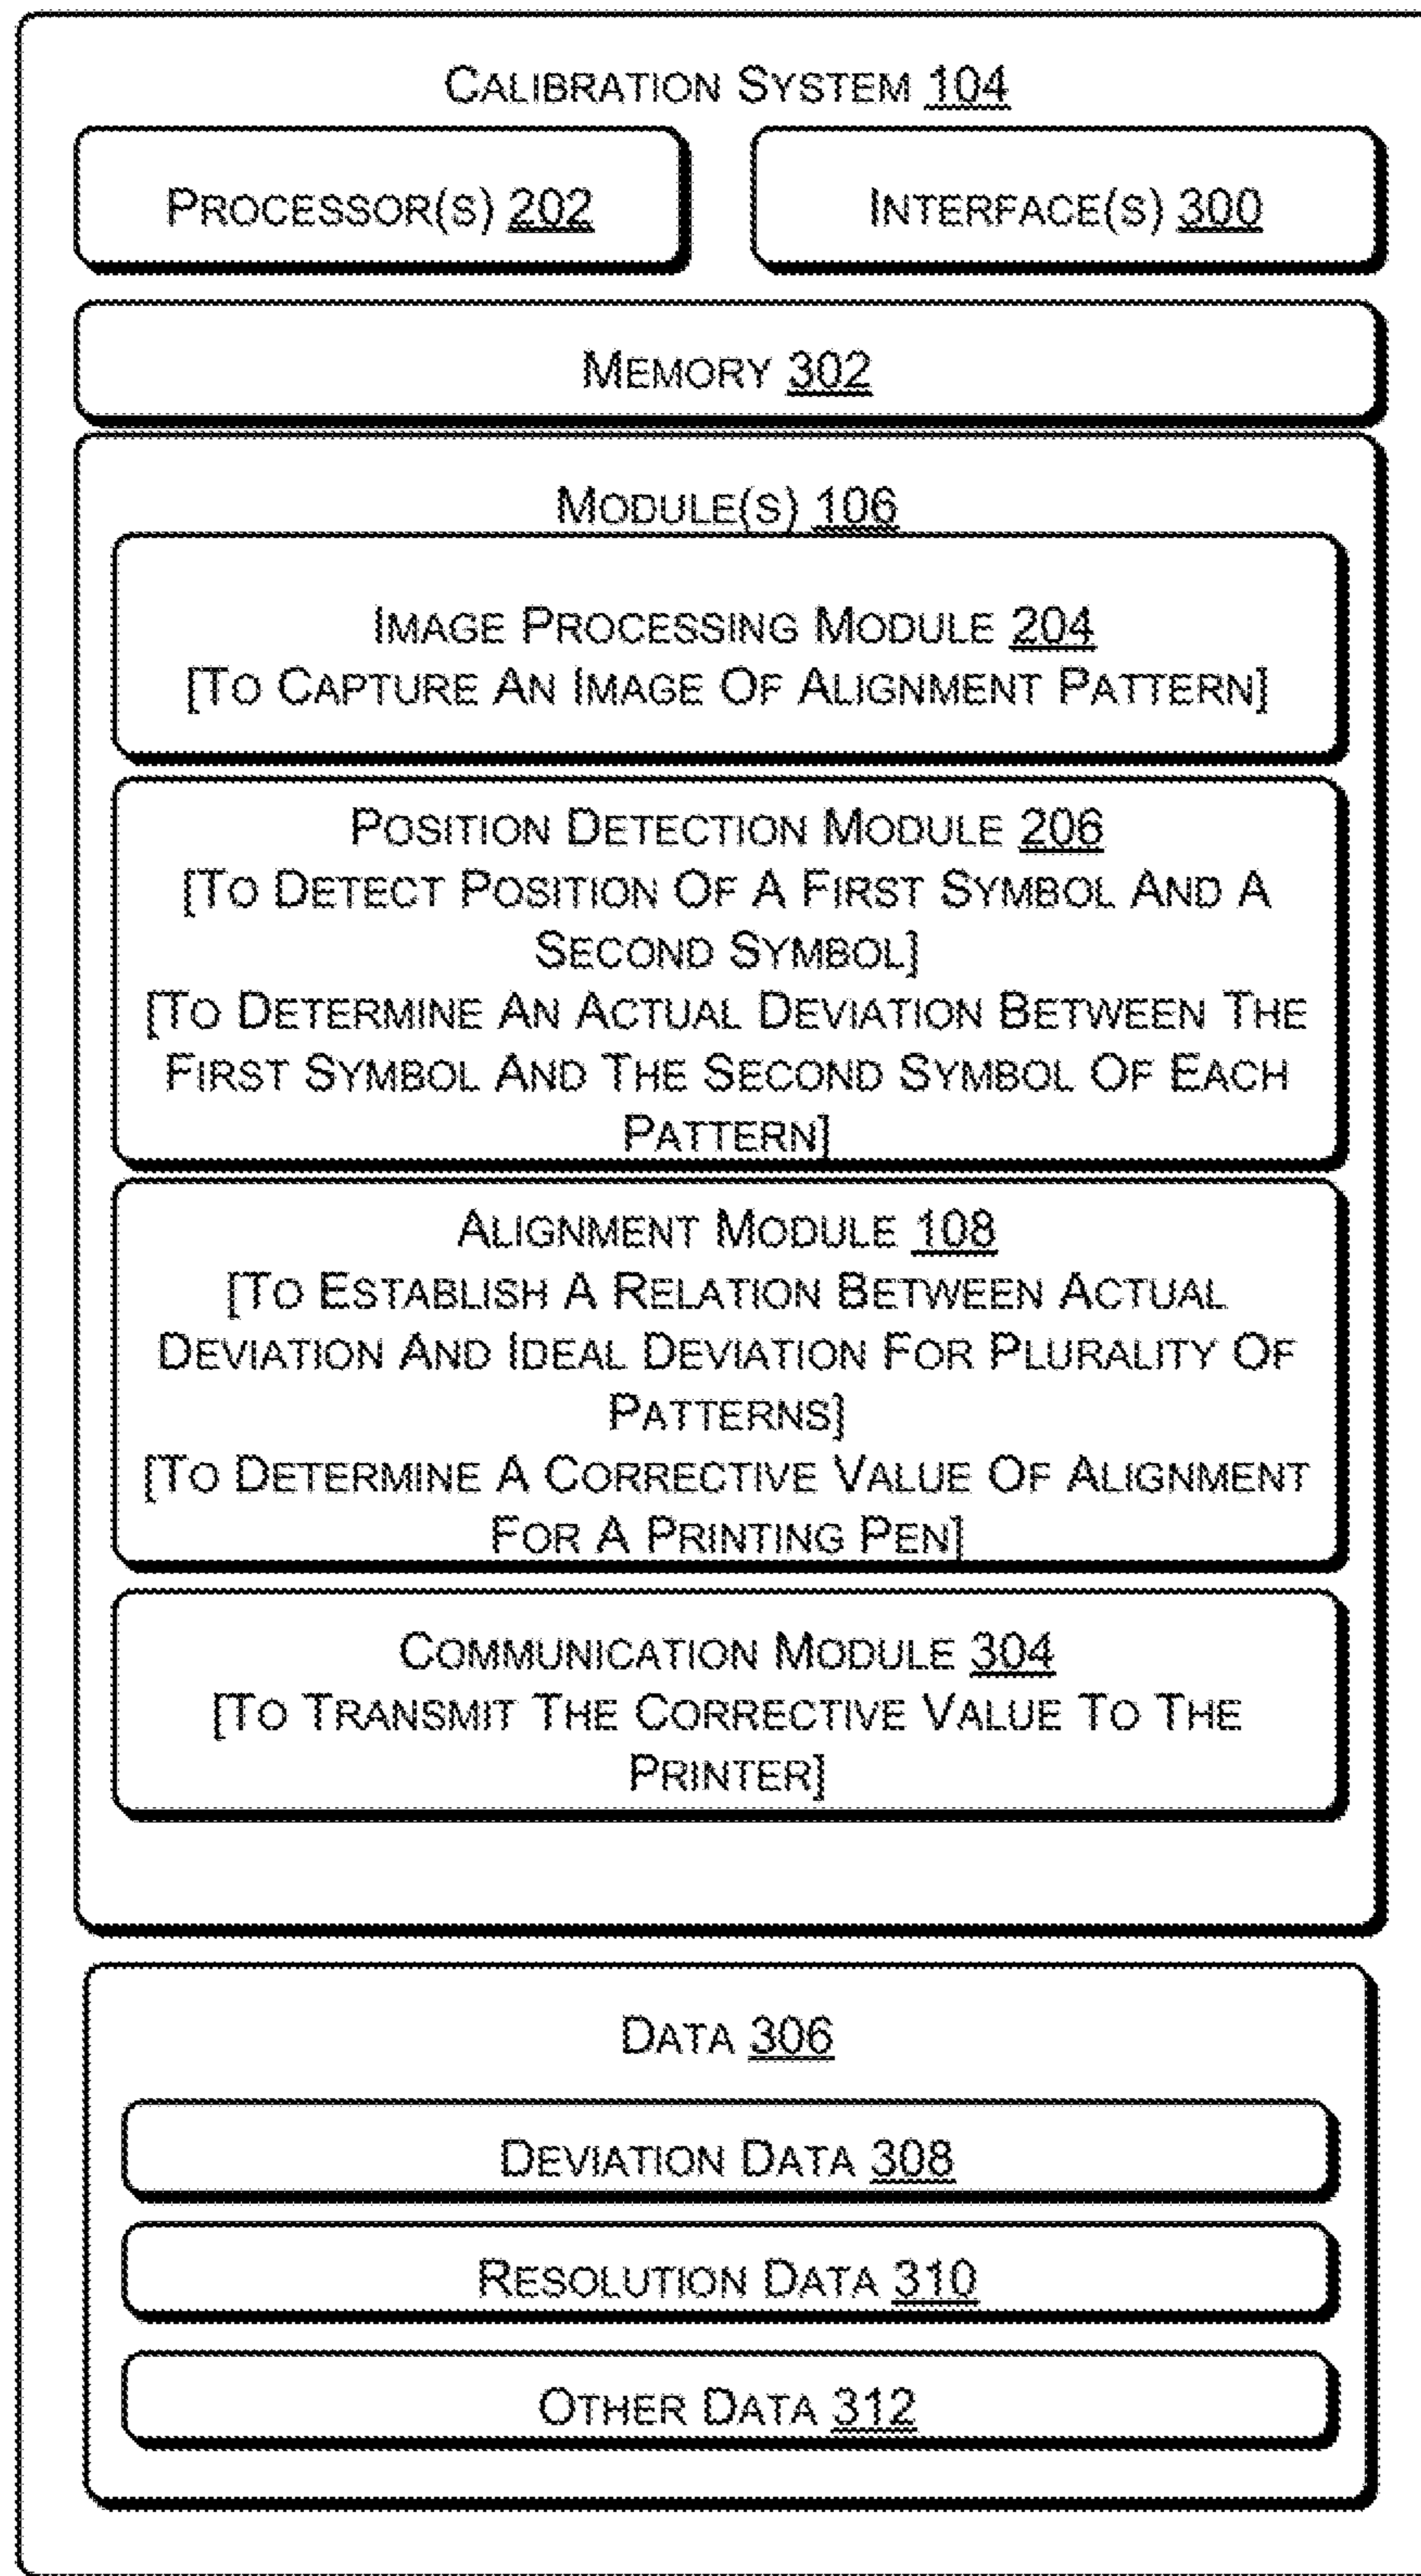 CALIBRATION SYSTEM 104
PROCESSOR(S) 202
INTERFACE(S) 300
MEMORY 302
MODULE(S) 106
IMAGE PROCESSING MODULE 204
[TO CAPTURE AN IMAGE OF ALIGNMENT PATTERN]
POSITION DETECTION MODULE 206
[TO DETECT POSITION OF A FIRST SYMBOL AND A
SECOND SYMBOL]
[TO DETERMINE AN ACTUAL DEVIATION BETWEEN THE
FIRST SYMBOL AND THE SECOND SYMBOL OF EACH
PATTERN]
ALIGNMENT MODULE 108
[TO ESTABLISH A RELATION BETWEEN ACTUAL
DEVIATION AND IDEAL DEVIATION FOR PLURALITY OF
PATTERNS]
[TO DETERMINE A CORRECTIVE VALUE OF ALIGNMENT
FOR A PRINTING PEN]
COMMUNICATION MODULE 304
[TO TRANSMIT THE CORRECTIVE VALUE TO THE
PRINTER]
DATA 306
DEVIATION DATA 308
RESOLUTION DATA 310
OTHER DATA 312